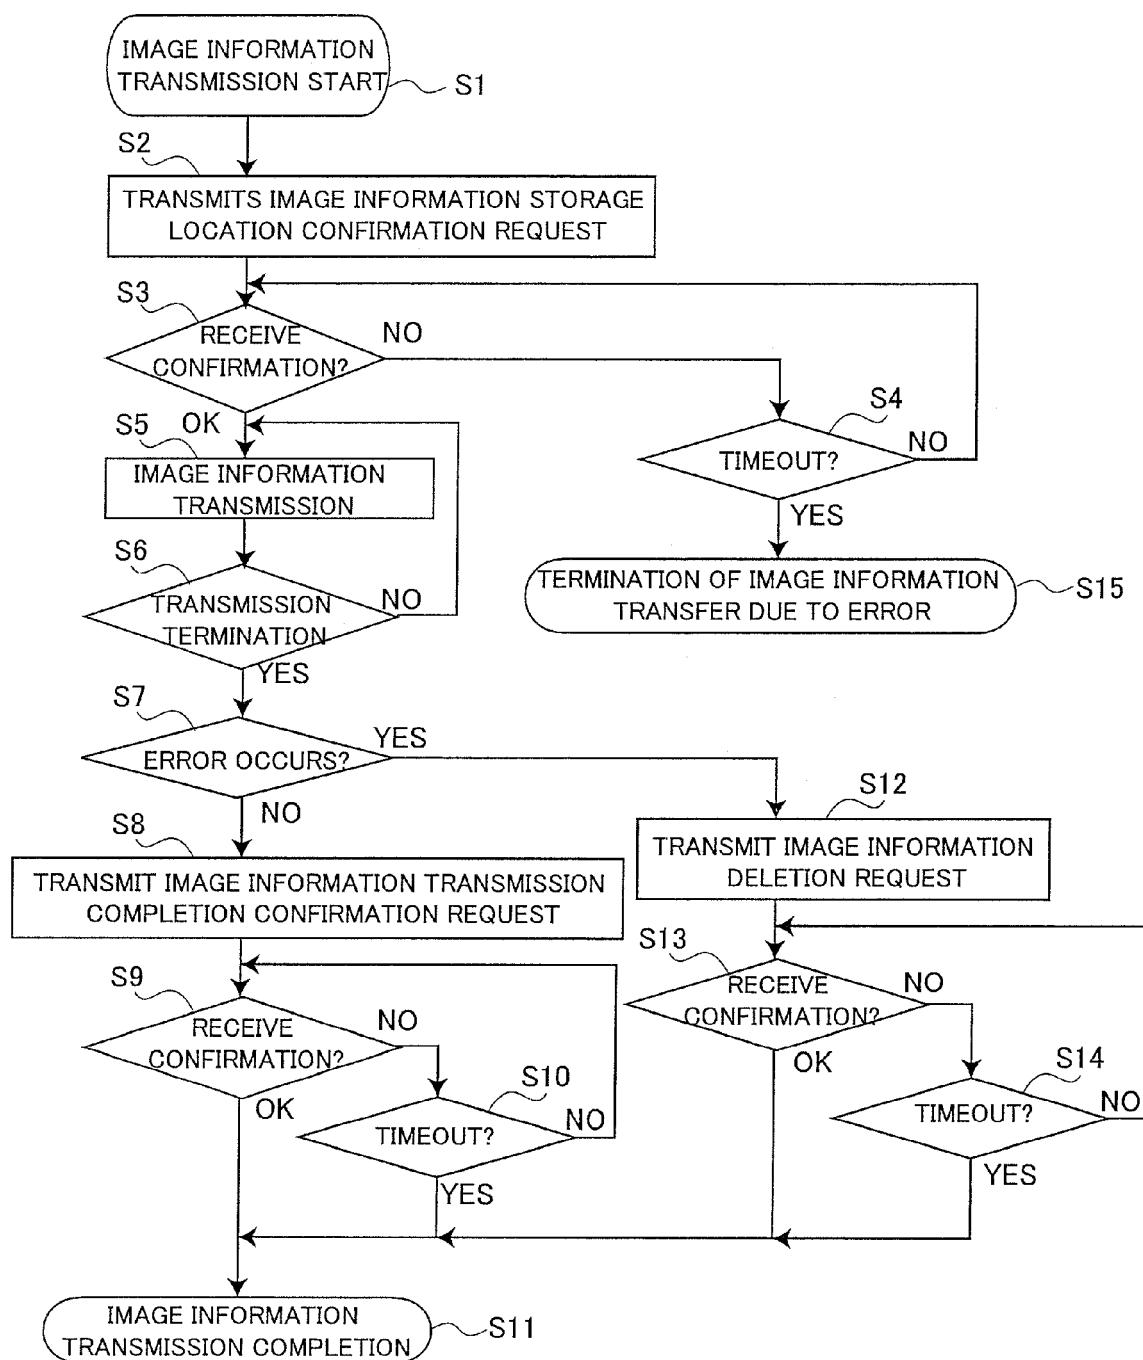 IMAGE INFORMATION
TRANSMISSION START
S1
S2
TRANSMITS IMAGE INFORMATION STORAGE
LOCATION CONFIRMATION REQUEST
S3
RECEIVE
CONFIRMATION?
NO
OK
S4
TIMEOUT?
NO
YES
S5
IMAGE INFORMATION
TRANSMISSION
S6
TRANSMISSION
TERMINATION
NO
YES
TERMINATION OF IMAGE INFORMATION
TRANSFER DUE TO ERROR
S15
S7
ERROR OCCURS?
YES
NO
S8
TRANSMIT IMAGE INFORMATION TRANSMISSION
COMPLETION CONFIRMATION REQUEST
S12
TRANSMIT IMAGE INFORMATION
DELETION REQUEST
S9
RECEIVE
CONFIRMATION?
NO
OK
S10
TIMEOUT?
NO
YES
S13
RECEIVE
CONFIRMATION?
NO
OK
S14
TIMEOUT?
NO
YES
IMAGE INFORMATION
TRANSMISSION COMPLETION
S11